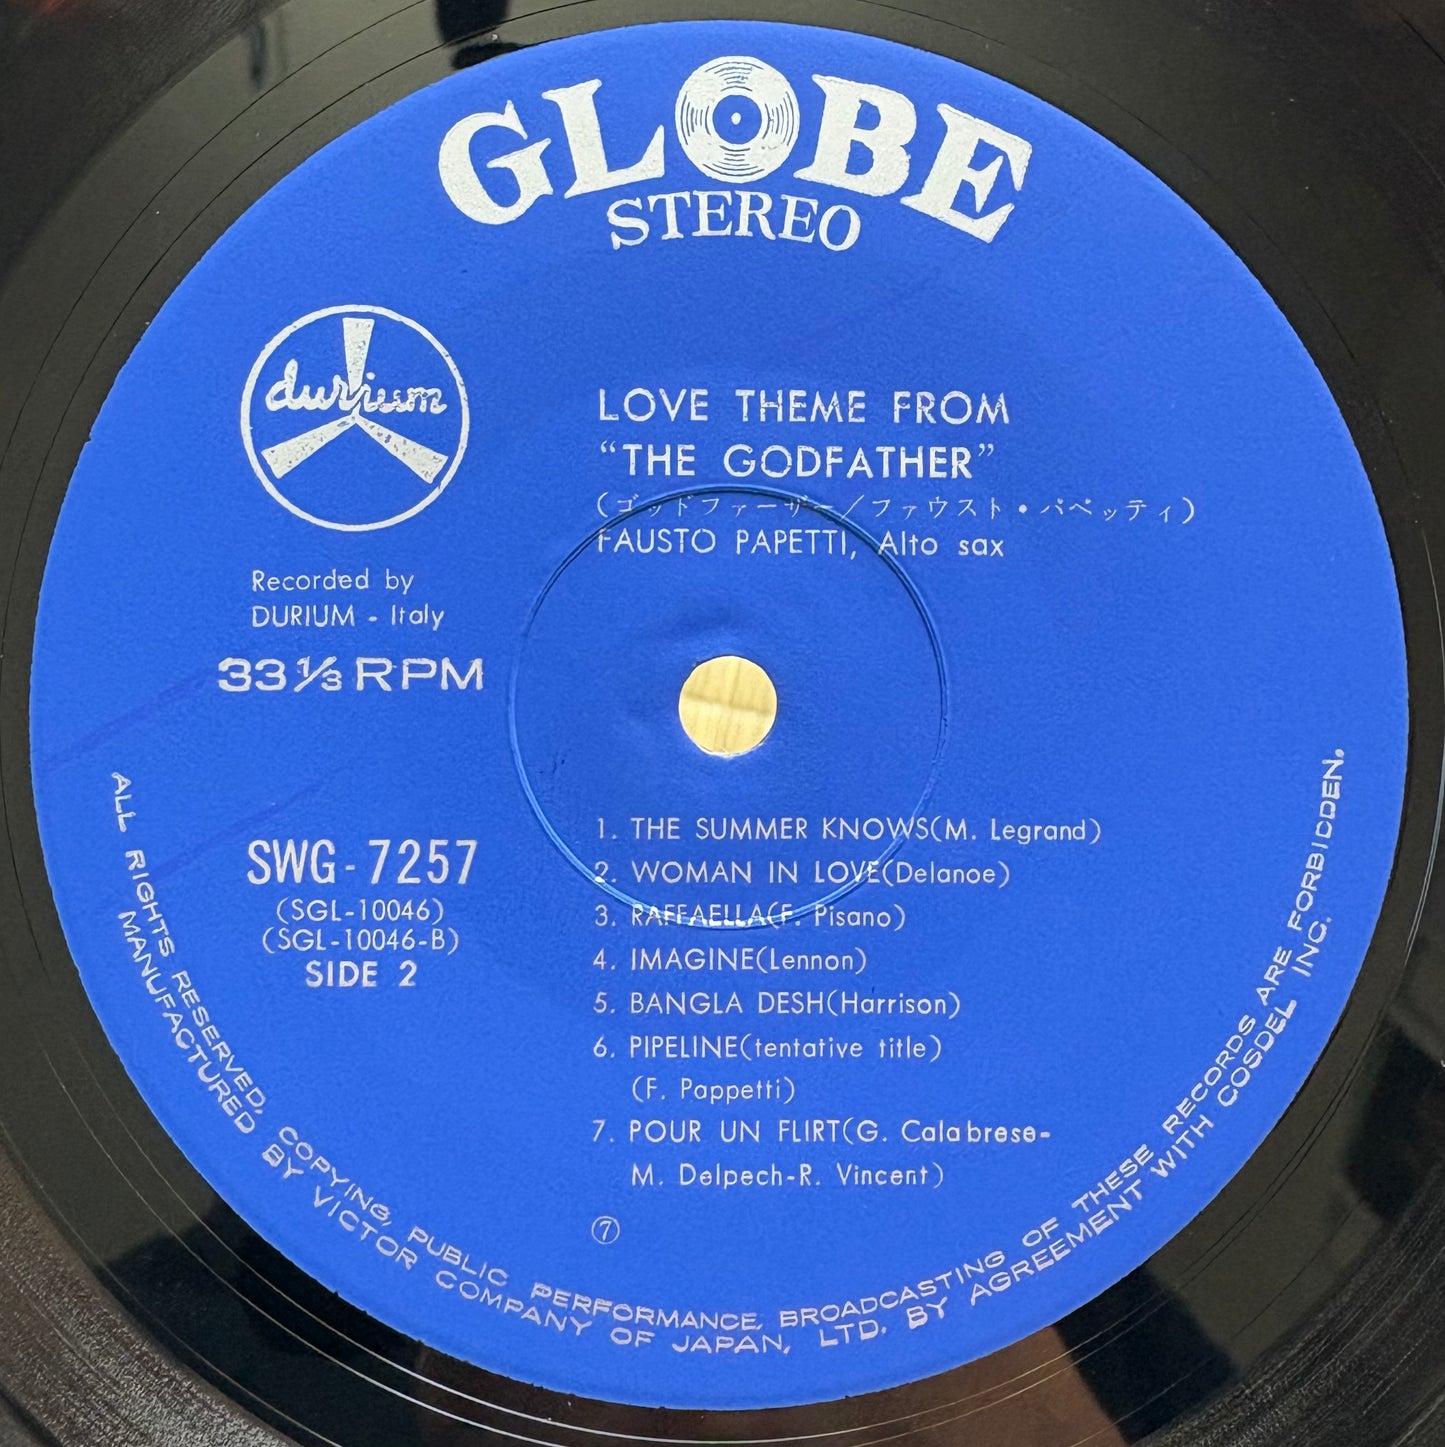 GLOBE
STEREO
durium
LOVE THEME FROM
“THE GODFATHER”
(ゴッドファーザー/ファウスト・パペッティ)
FAUSTO PAPETTI, Alto sax
Recorded by
DURIUM - Italy
33 1/3 RPM
SWG-7257
(SGL-10046)
(SGL-10046-B)
SIDE 2
1. THE SUMMER KNOWS(M. Legrand)
2. WOMAN IN LOVE(Delanoe)
3. RAFFAELLA(F. Pisano)
4. IMAGINE(Lennon)
5. BANGLA DESH(Harrison)
6. PIPELINE(tentative title)
(F. Pappetti)
7. POUR UN FLIRT(G. Calabrese-
M. Delpech-R. Vincent)
⑦
ALL RIGHTS RESERVED, COPYING, PUBLIC PERFORMANCE, BROADCASTING OF THESE RECORDS ARE FORBIDDEN.
MANUFACTURED BY VICTOR COMPANY OF JAPAN, LTD. BY AGREEMENT WITH COSDEL INC.